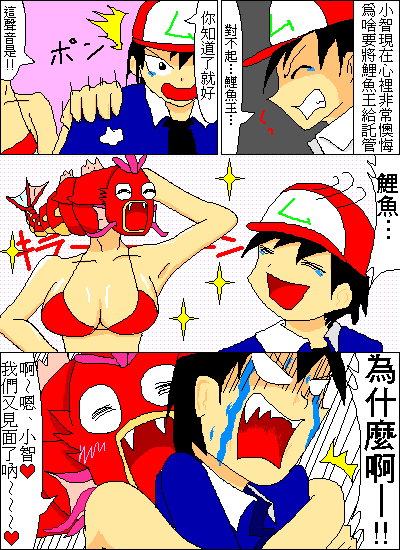 小智現在心裡非常懊悔
為啥要將鯉魚王給託管
對不起…鯉魚王…
你知道了就好
ポン
這聲音是!!
鯉魚…
キラーーン
為什麼啊ー!!
啊～嗯、小智♥
我們又見面了吶～～～～♥